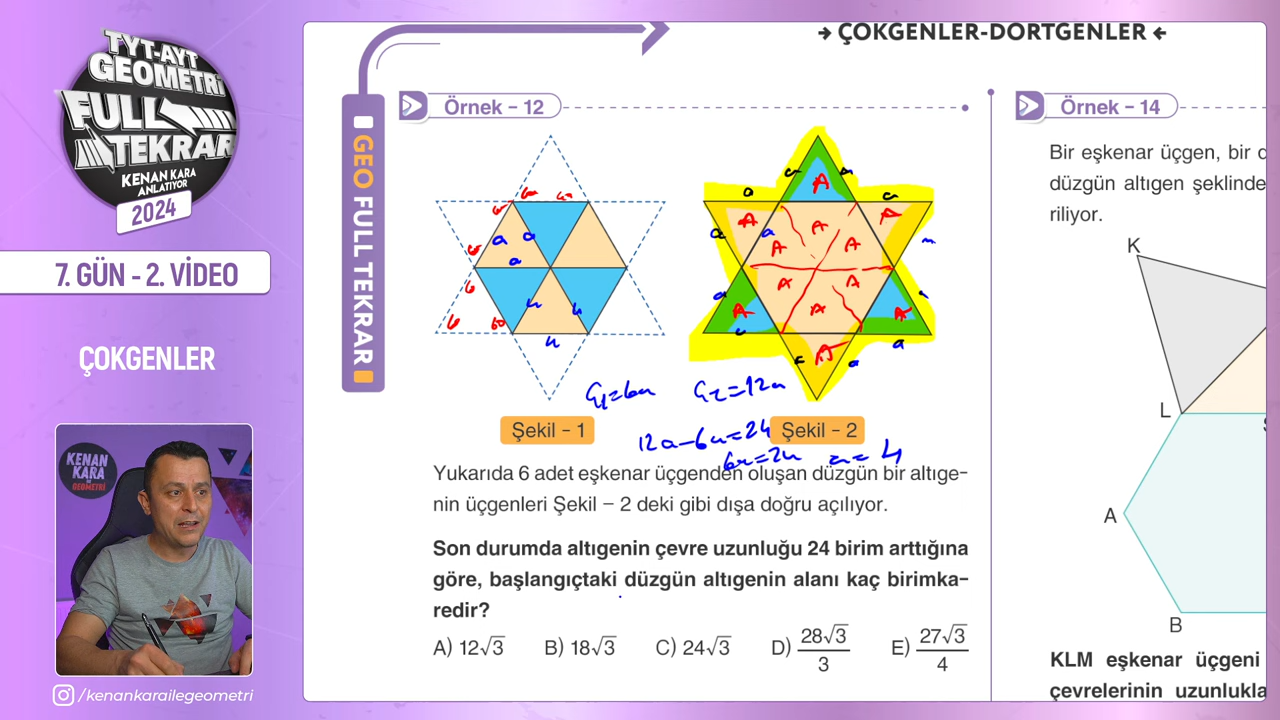 TYT-AYT
GEOMETRİ
FULL
TEKRAR
KENAN KARA
ANLATIYOR
2024
7. GÜN - 2. VİDEO
ÇOKGENLER
KENAN
KARA
GEOMETRİ
/kenankarailegeometri
GEO FULL TEKRAR
ÇOKGENLER-DÖRTGENLER
Örnek – 12
a a
a
a a
a
A
a a
a a
A A A
a a
A A
A A
A A A
a a
A
a
Ç1=6a Ç2=12a
Şekil – 1
12a-6a=24
Şekil – 2
6a=24 a=4
Yukarıda 6 adet eşkenar üçgenden oluşan düzgün bir altıge–
nin üçgenleri Şekil – 2 deki gibi dışa doğru açılıyor.
Son durumda altıgenin çevre uzunluğu 24 birim arttığına
göre, başlangıçtaki düzgün altıgenin alanı kaç birimka–
redir?
A) 12√3 B) 18√3 C) 24√3 D) 28√3/3 E) 27√3/4
Örnek – 14
Bir eşkenar üçgen, bir
düzgün altıgen şeklinde
riliyor.
K
L
A
B
KLM eşkenar üçgeni
çevrelerinin uzunlukla